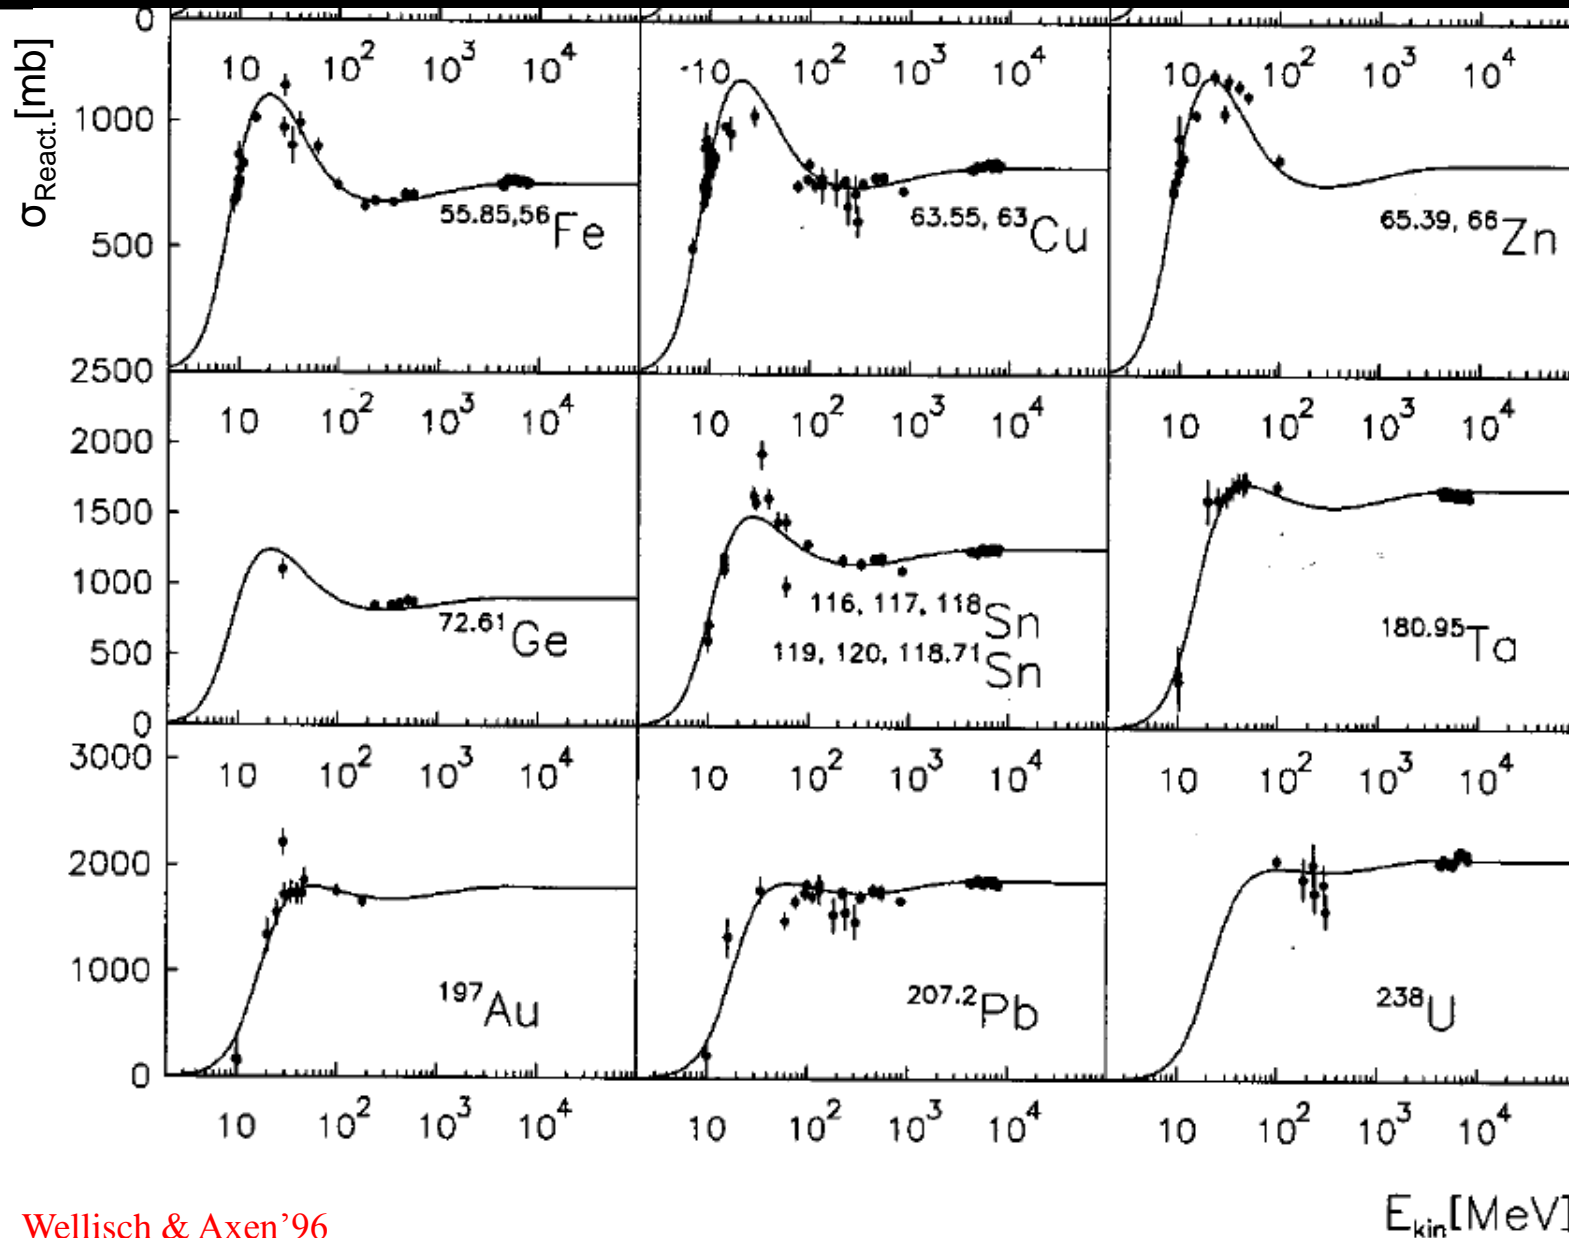 σReact.[mb]
0
10 10² 10³ 10⁴ -10 10² 10³ 10⁴ 10 10² 10³ 10⁴
1000
55.85,56Fe 63.55, 63Cu 65.39, 66Zn
500
2500
10 10² 10³ 10⁴ 10 10² 10³ 10⁴ 10 10² 10³ 10⁴
2000
1500
1000
116, 117, 118Sn
72.61Ge 180.95Ta
500
119, 120, 118.71Sn
0
3000
10 10² 10³ 10⁴ 10 10² 10³ 10⁴ 10 10² 10³ 10⁴
2000
1000
197Au 207.2Pb 238U
0
10 10² 10³ 10⁴ 10 10² 10³ 10⁴ 10 10² 10³ 10⁴
Ekin[MeV]
Wellisch & Axen'96